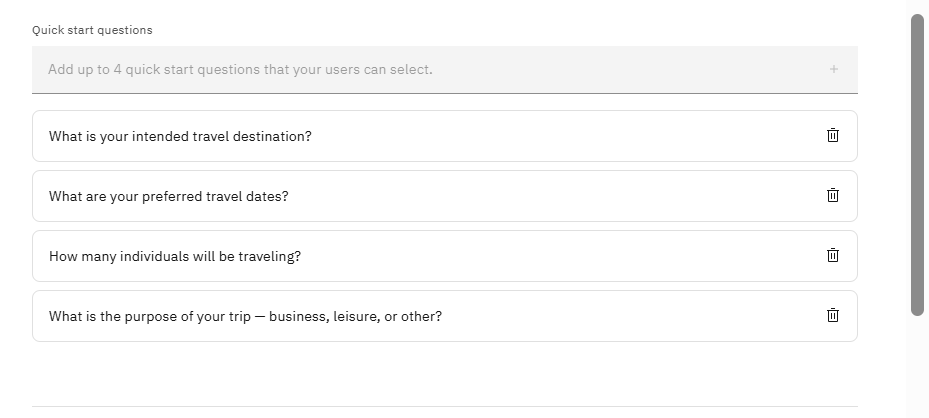 Quick start questions
Add up to 4 quick start questions that your users can select.
What is your intended travel destination?
What are your preferred travel dates?
How many individuals will be traveling?
What is the purpose of your trip — business, leisure, or other?